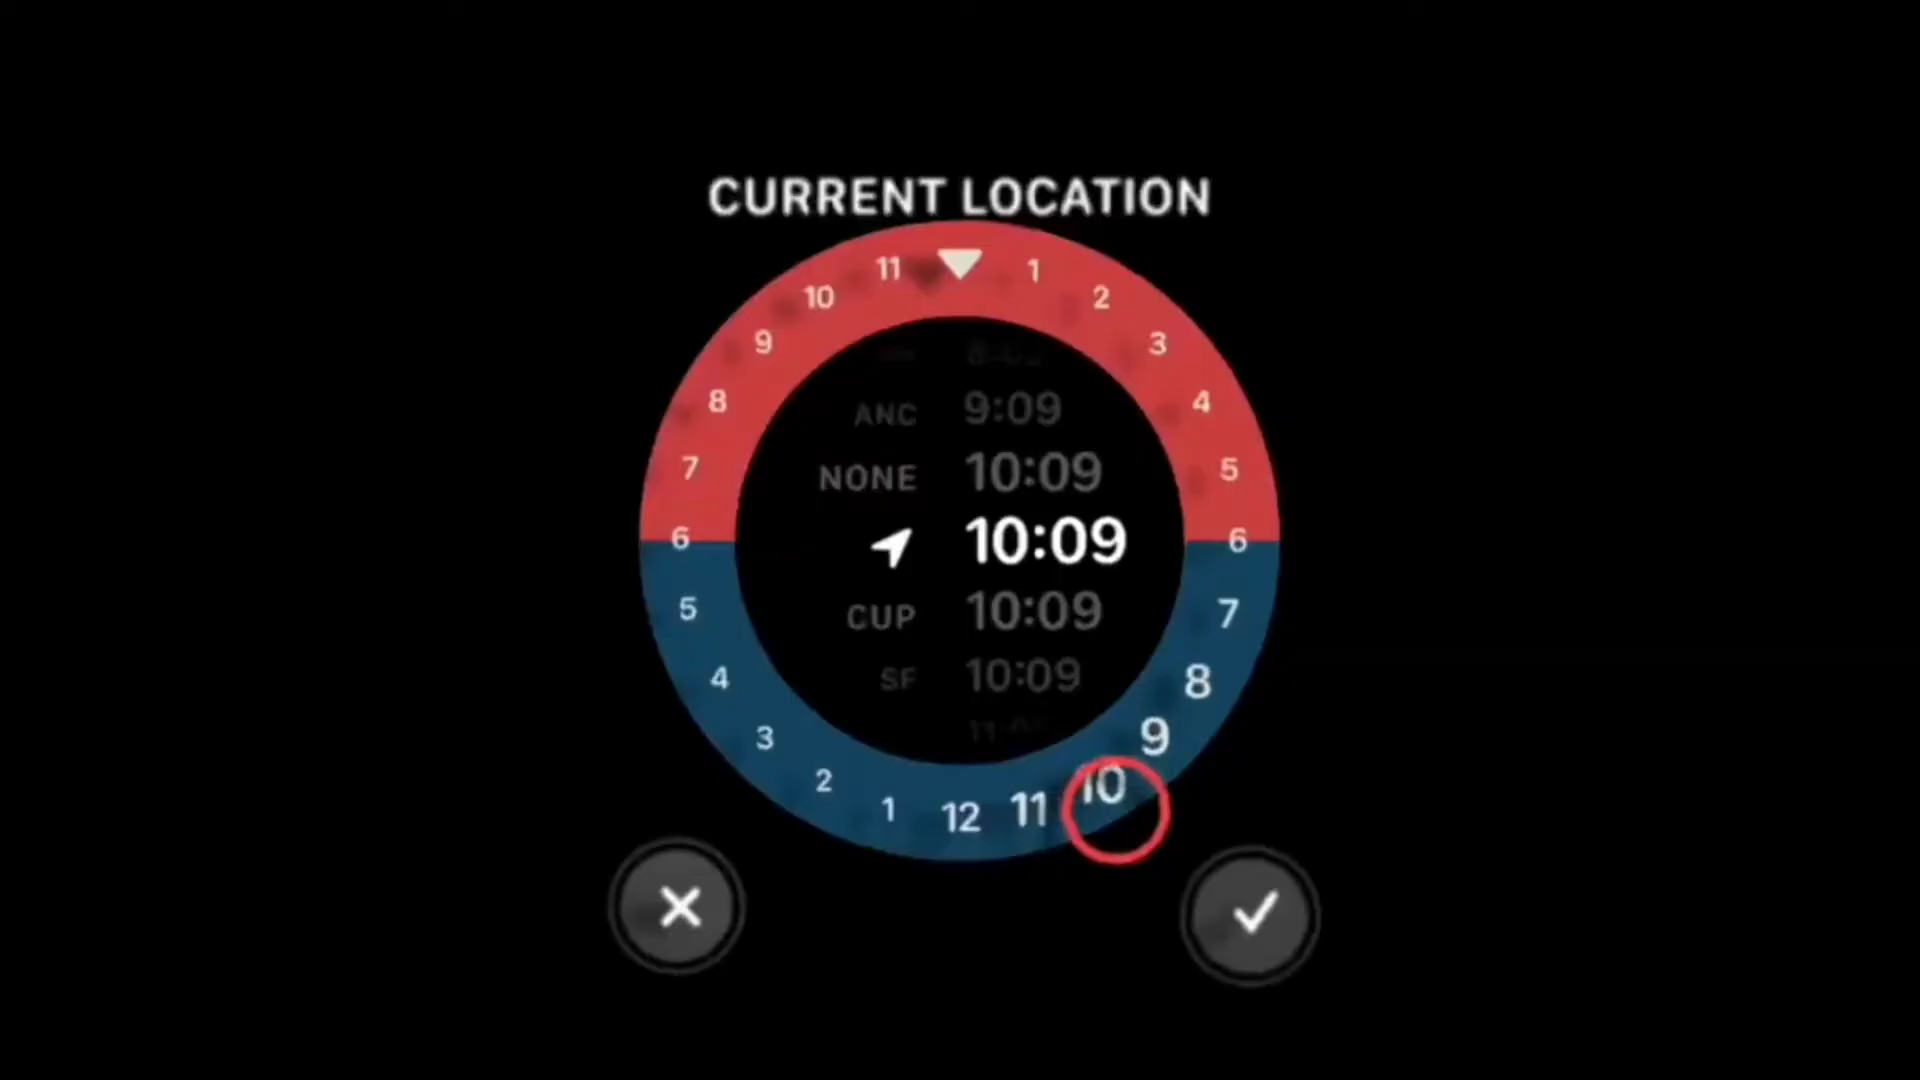 CURRENT LOCATION
11 1
10 2
9 3
8 4
7 5
6 6
5 7
4 8
3 9
2 10
1 12 11
ANC 9:09
NONE 10:09
10:09
CUP 10:09
SF 10:09